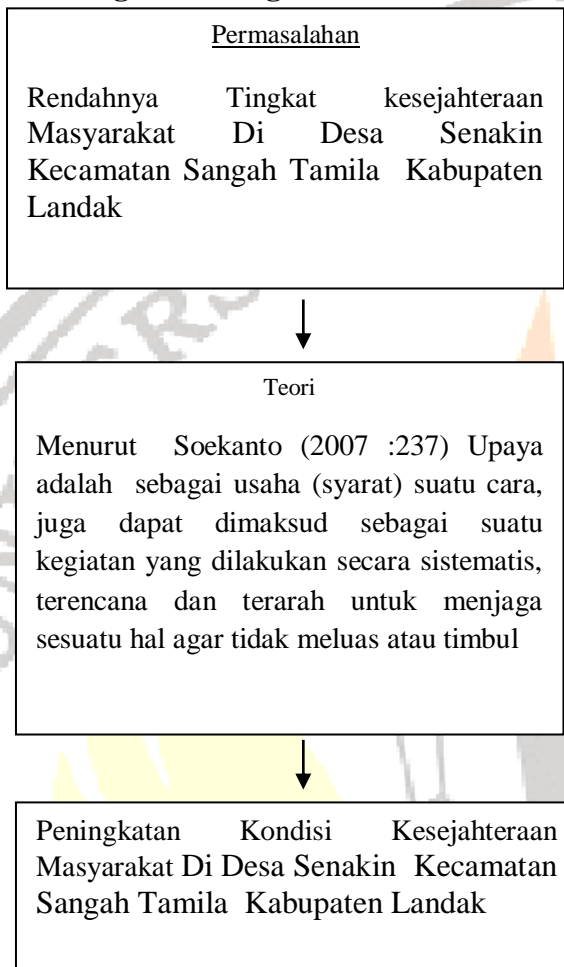 Permasalahan
Rendahnya Tingkat kesejahteraan
Masyarakat Di Desa Senakin
Kecamatan Sangah Tamila Kabupaten
Landak
Teori
Menurut Soekanto (2007 :237) Upaya
adalah sebagai usaha (syarat) suatu cara,
juga dapat dimaksud sebagai suatu
kegiatan yang dilakukan secara sistematis,
terencana dan terarah untuk menjaga
sesuatu hal agar tidak meluas atau timbul
Peningkatan Kondisi Kesejahteraan
Masyarakat Di Desa Senakin Kecamatan
Sangah Tamila Kabupaten Landak